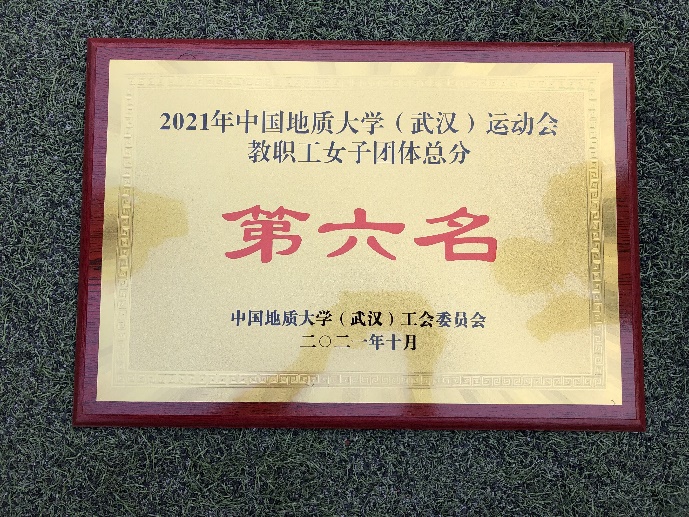 2021年中国地质大学（武汉）运动会
教职工女子团体总分
第六名
中国地质大学（武汉）工会委员会
二〇二一年十月